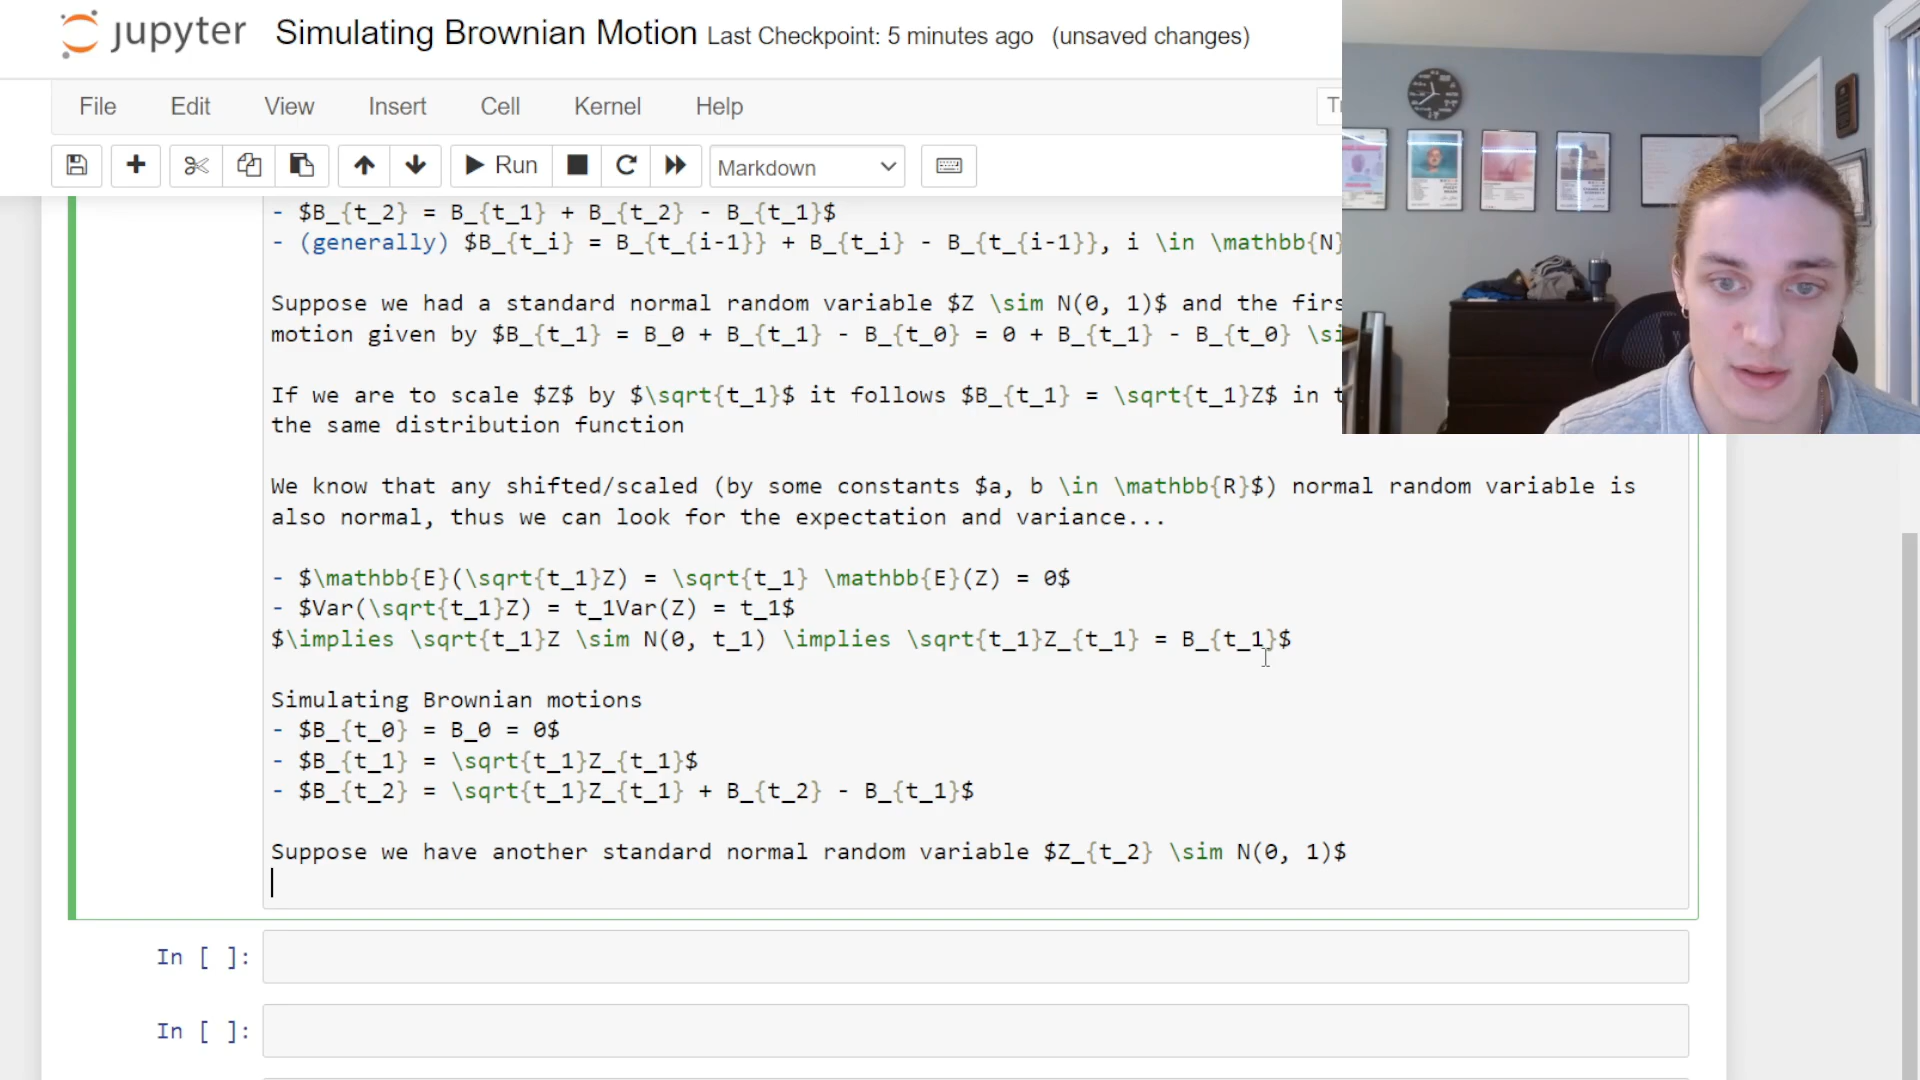 jupyter Simulating Brownian Motion Last Checkpoint: 5 minutes ago (unsaved changes)
File Edit View Insert Cell Kernel Help
Run Markdown
- $B_{t_2} = B_{t_1} + B_{t_2} - B_{t_1}$
- (generally) $B_{t_i} = B_{t_{i-1}} + B_{t_i} - B_{t_{i-1}}, i \in \mathbb{N}
Suppose we had a standard normal random variable $Z \sim N(0, 1)$ and the firs
motion given by $B_{t_1} = B_0 + B_{t_1} - B_{t_0} = 0 + B_{t_1} - B_{t_0} \si
If we are to scale $Z$ by $\sqrt{t_1}$ it follows $B_{t_1} = \sqrt{t_1}Z$ in t
the same distribution function
We know that any shifted/scaled (by some constants $a, b \in \mathbb{R}$) normal random variable is
also normal, thus we can look for the expectation and variance...
- $\mathbb{E}(\sqrt{t_1}Z) = \sqrt{t_1} \mathbb{E}(Z) = 0$
- $Var(\sqrt{t_1}Z) = t_1Var(Z) = t_1$
$\implies \sqrt{t_1}Z \sim N(0, t_1) \implies \sqrt{t_1}Z_{t_1} = B_{t_1}$
Simulating Brownian motions
- $B_{t_0} = B_0 = 0$
- $B_{t_1} = \sqrt{t_1}Z_{t_1}$
- $B_{t_2} = \sqrt{t_1}Z_{t_1} + B_{t_2} - B_{t_1}$
Suppose we have another standard normal random variable $Z_{t_2} \sim N(0, 1)$
In [ ]:
In [ ]: